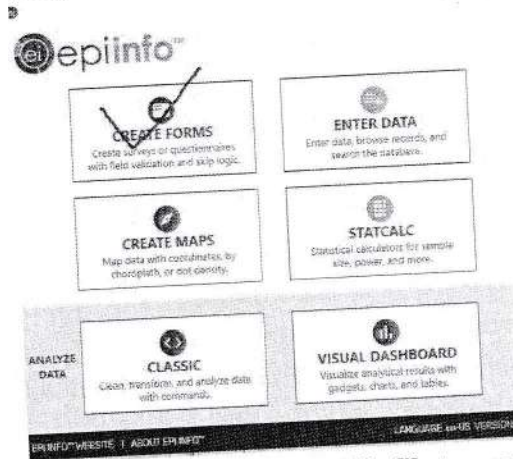 ei epiinfo™
CREATE FORMS
Create surveys or questionnaires
with field validation and skip logic.
ENTER DATA
Enter data, browse records, and
search the database.
CREATE MAPS
Map data with coordinates, by
choropleth, or dot density.
STATCALC
Statistical calculators for sample
size, power, and more.
ANALYZE
DATA
CLASSIC
Clean, transform, and analyze data
with commands.
VISUAL DASHBOARD
Visualize analytical results with
gadgets, charts, and tables.
EPI INFO™ WEBSITE | ABOUT EPI INFO™
LANGUAGE en-US VERSION